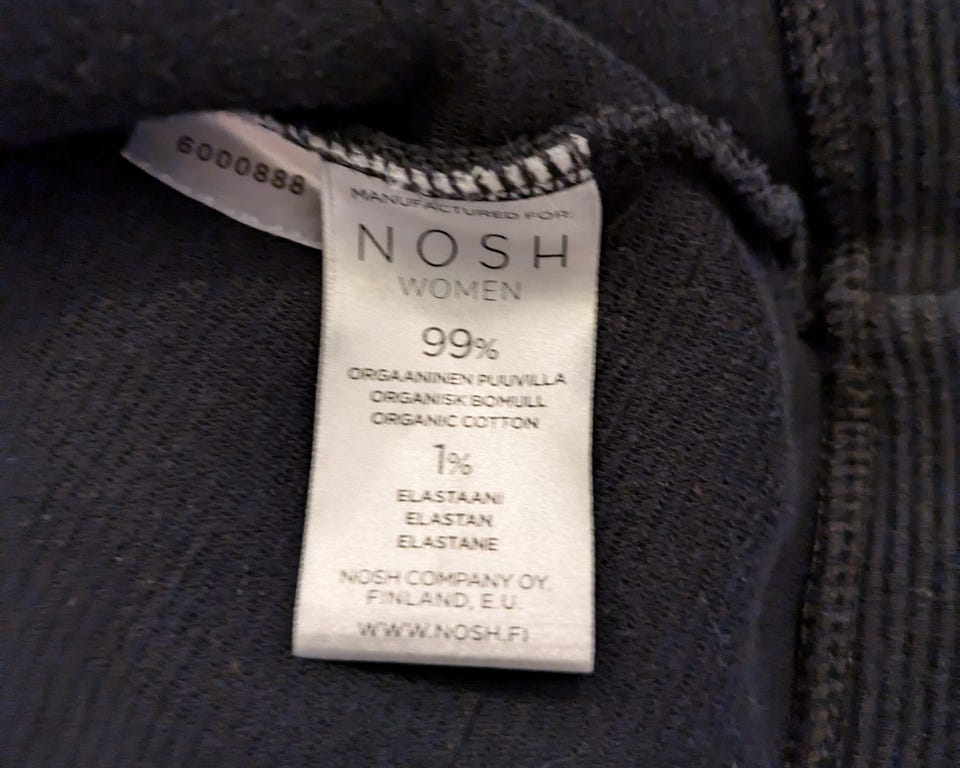 6000888
MANUFACTURED FOR:
NOSH
WOMEN
99%
ORGAANINEN PUUVILLA
ORGANISK BOMULL
ORGANIC COTTON
1%
ELASTAANI
ELASTAN
ELASTANE
NOSH COMPANY OY,
FINLAND, E.U.
WWW.NOSH.FI